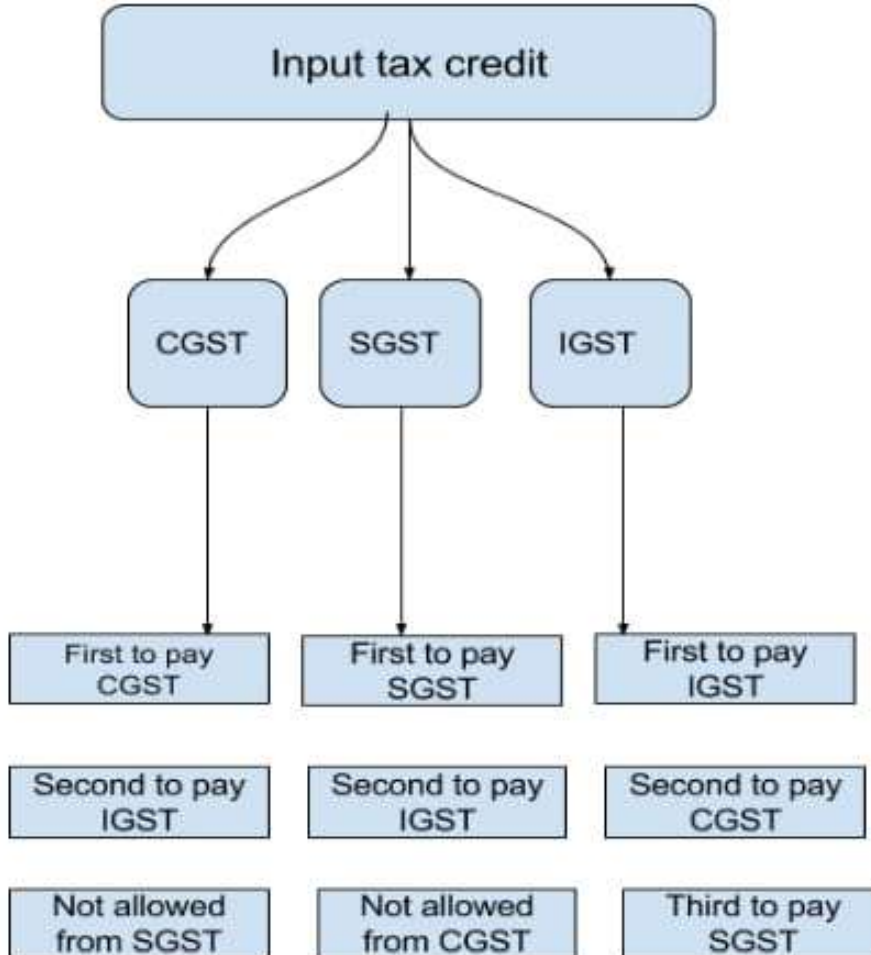 Input tax credit
CGST
SGST
IGST
First to pay
CGST
First to pay
SGST
First to pay
IGST
Second to pay
IGST
Second to pay
IGST
Second to pay
CGST
Not allowed
from SGST
Not allowed
from CGST
Third to pay
SGST